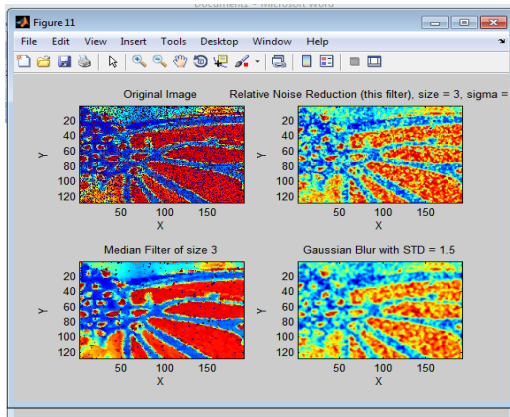 Document1 - Microsoft Word
Figure 11
File Edit View Insert Tools Desktop Window Help
Original Image
Relative Noise Reduction (this filter), size = 3, sigma =
20
40
60
80
100
120
Y
50 100 150
X
20
40
60
80
100
120
Y
50 100 150
X
Median Filter of size 3
Gaussian Blur with STD = 1.5
20
40
60
80
100
120
Y
50 100 150
X
20
40
60
80
100
120
Y
50 100 150
X